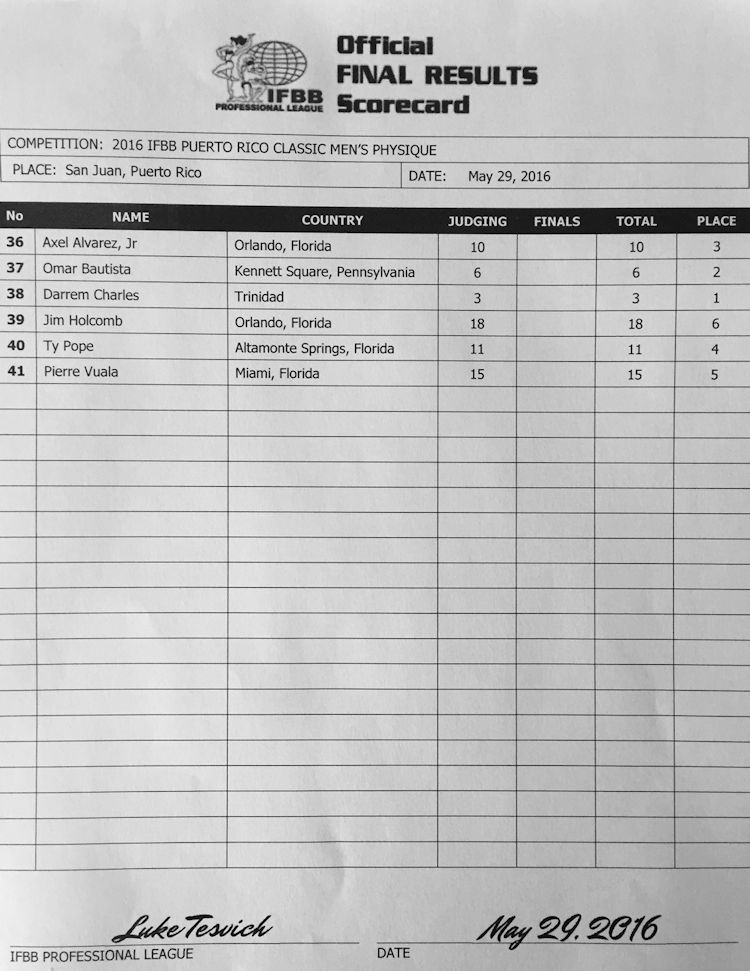 IFBB
PROFESSIONAL LEAGUE
Official
FINAL RESULTS
Scorecard
COMPETITION: 2016 IFBB PUERTO RICO CLASSIC MEN'S PHYSIQUE
PLACE: San Juan, Puerto Rico DATE: May 29, 2016
No NAME COUNTRY JUDGING FINALS TOTAL PLACE
36 Axel Alvarez, Jr Orlando, Florida 10 10 3
37 Omar Bautista Kennett Square, Pennsylvania 6 6 2
38 Darrem Charles Trinidad 3 3 1
39 Jim Holcomb Orlando, Florida 18 18 6
40 Ty Pope Altamonte Springs, Florida 11 11 4
41 Pierre Vuala Miami, Florida 15 15 5
Luke Tesvich May 29, 2016
IFBB PROFESSIONAL LEAGUE DATE